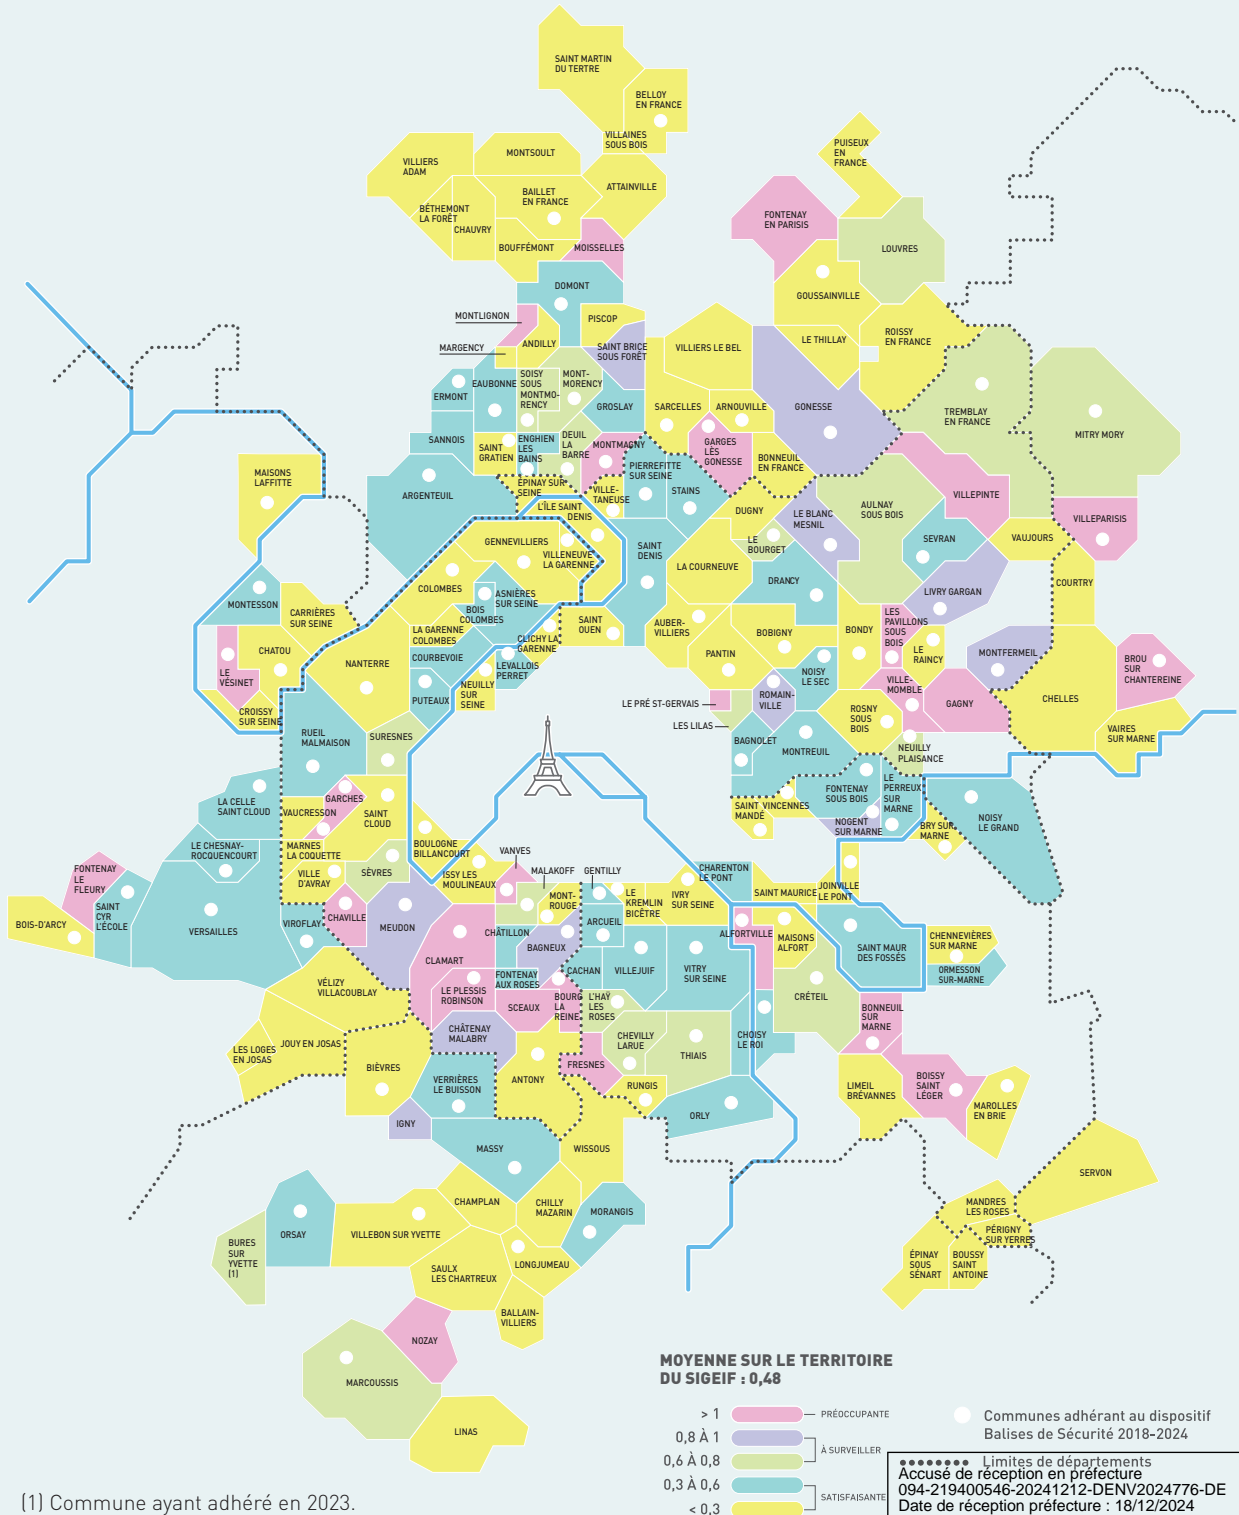 SAINT MARTIN
DU TERTRE
BELLOY
EN FRANCE
VILLAINES
SOUS BOIS
PUISEUX
EN
FRANCE
VILLIERS
ADAM
MONTSOULT
ATTAINVILLE
BAILLET
EN FRANCE
BÉTHEMONT
LA FORÊT
CHAUVRY
BOUFFÉMONT
MOISSELLES
FONTENAY
EN PARISIS
LOUVRES
DOMONT
GOUSSAINVILLE
MONTLIGNON
PISCOP
ROISSY
EN FRANCE
MARGENCY
ANDILLY
SAINT BRICE
SOUS FORÊT
VILLIERS LE BEL
LE THILLAY
EAUBONNE
SOISY
SOUS
MONTMO-
RENCY
MONT-
MORENCY
ERMONT
GROSLAY
SARCELLES
ARNOUVILLE
GONESSE
TREMBLAY
EN FRANCE
MITRY MORY
SANNOIS
SAINT
GRATIEN
ENGHIEN
LES
BAINS
DEUIL
LA
BARRE
MONTMAGNY
GARGES
LÈS
GONESSE
BONNEUIL
EN FRANCE
MAISONS
LAFFITTE
ARGENTEUIL
ÉPINAY SUR
SEINE
VILLE-
TANEUSE
PIERREFITTE
SUR SEINE
STAINS
VILLEPINTE
L'ÎLE SAINT
DENIS
DUGNY
LE BLANC
MESNIL
AULNAY
SOUS BOIS
VILLEPARISIS
GENNEVILLIERS
VILLENEUVE
LA GARENNE
SAINT
DENIS
LE
BOURGET
SEVRAN
VAUJOURS
LA COURNEUVE
DRANCY
COURTRY
COLOMBES
ASNIÈRES
SUR SEINE
BOIS
COLOMBES
LIVRY GARGAN
MONTESSON
CARRIÈRES
SUR SEINE
LA GARENNE
COLOMBES
CLICHY LA
GARENNE
SAINT
OUEN
AUBER-
VILLIERS
BOBIGNY
BONDY
LES
PAVILLONS
SOUS
BOIS
LE
RAINCY
MONTFERMEIL
BROU
SUR
CHANTEREINE
CHATOU
LE
VÉSINET
NANTERRE
COURBEVOIE
LEVALLOIS
PERRET
PANTIN
NOISY
LE SEC
VILLE-
MOMBLE
GAGNY
CHELLES
CROISSY
SUR SEINE
PUTEAUX
NEUILLY
SUR
SEINE
LE PRÉ ST-GERVAIS
ROMAIN-
VILLE
ROSNY
SOUS
BOIS
VAIRES
SUR MARNE
LES LILAS
RUEIL
MALMAISON
SURESNES
BAGNOLET
MONTREUIL
NEUILLY
PLAISANCE
LA CELLE
SAINT CLOUD
GARCHES
VAUCRESSON
SAINT
CLOUD
SAINT
MANDÉ
VINCENNES
FONTENAY
SOUS BOIS
LE
PERREUX
SUR
MARNE
NOGENT
SUR MARNE
BRY SUR
MARNE
NOISY
LE GRAND
LE CHESNAY-
ROCQUENCOURT
MARNES
LA COQUETTE
BOULOGNE
BILLANCOURT
VANVES
MALAKOFF
GENTILLY
CHARENTON
LE PONT
FONTENAY
LE
FLEURY
VILLE
D'AVRAY
SÈVRES
ISSY LES
MOULINEAUX
MONT-
ROUGE
LE
KREMLIN
BICÊTRE
IVRY
SUR SEINE
SAINT MAURICE
JOINVILLE
LE PONT
SAINT
CYR
L'ÉCOLE
BOIS-D'ARCY
VERSAILLES
VIROFLAY
CHAVILLE
MEUDON
CHÂTILLON
ARCUEIL
ALFORTVILLE
MAISONS
ALFORT
SAINT MAUR
DES FOSSÉS
CHENNEVIÈRES
SUR MARNE
CLAMART
BAGNEUX
CACHAN
VILLEJUIF
VITRY
SUR SEINE
ORMESSON
SUR-MARNE
VÉLIZY
VILLACOUBLAY
LE PLESSIS
ROBINSON
FONTENAY
AUX ROSES
SCEAUX
BOURG
LA
REINE
L'HAŸ
LES
ROSES
CRÉTEIL
BONNEUIL
SUR
MARNE
LES LOGES
EN JOSAS
JOUY EN JOSAS
CHÂTENAY
MALABRY
CHEVILLY
LARUE
THIAIS
CHOISY
LE ROI
BIÈVRES
VERRIÈRES
LE BUISSON
ANTONY
FRESNES
RUNGIS
LIMEIL
BRÉVANNES
BOISSY
SAINT
LÉGER
MAROLLES
EN BRIE
IGNY
ORLY
MASSY
WISSOUS
SERVON
CHAMPLAN
CHILLY
MAZARIN
MORANGIS
MANDRES
LES ROSES
ORSAY
VILLEBON SUR YVETTE
PÉRIGNY
SUR YERRES
BURES
SUR
YVETTE
(1)
SAULX
LES CHARTREUX
LONGJUMEAU
ÉPINAY
SOUS
SÉNART
BOUSSY
SAINT
ANTOINE
BALLAIN-
VILLIERS
NOZAY
MARCOUSSIS
LINAS
MOYENNE SUR LE TERRITOIRE
DU SIGEIF : 0,48
> 1
PRÉOCCUPANTE
0,8 À 1
À SURVEILLER
0,6 À 0,8
0,3 À 0,6
SATISFAISANTE
< 0,3
Communes adhérant au dispositif
Balises de Sécurité 2018-2024
Limites de départements
Accusé de réception en préfecture
094-219400546-20241212-DENV2024776-DE
Date de réception préfecture : 18/12/2024
(1) Commune ayant adhéré en 2023.